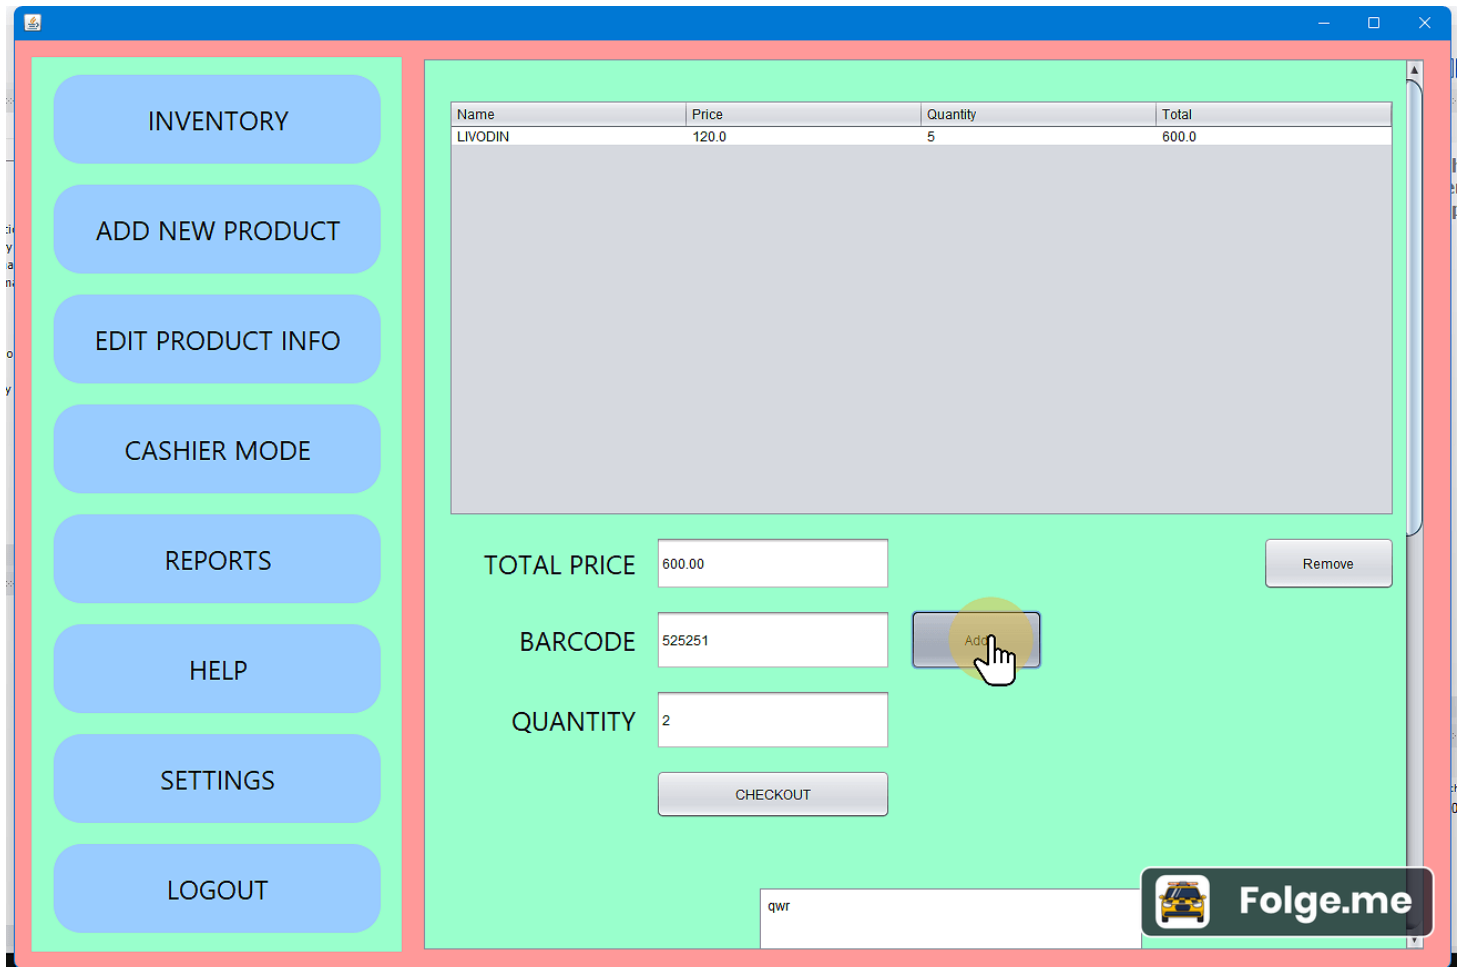 INVENTORY
ADD NEW PRODUCT
EDIT PRODUCT INFO
CASHIER MODE
REPORTS
HELP
SETTINGS
LOGOUT
Name Price Quantity Total
LIVODIN 120.0 5 600.0
TOTAL PRICE 600.00 Remove
BARCODE 525251 Add
QUANTITY 2
CHECKOUT
qwr
Folge.me